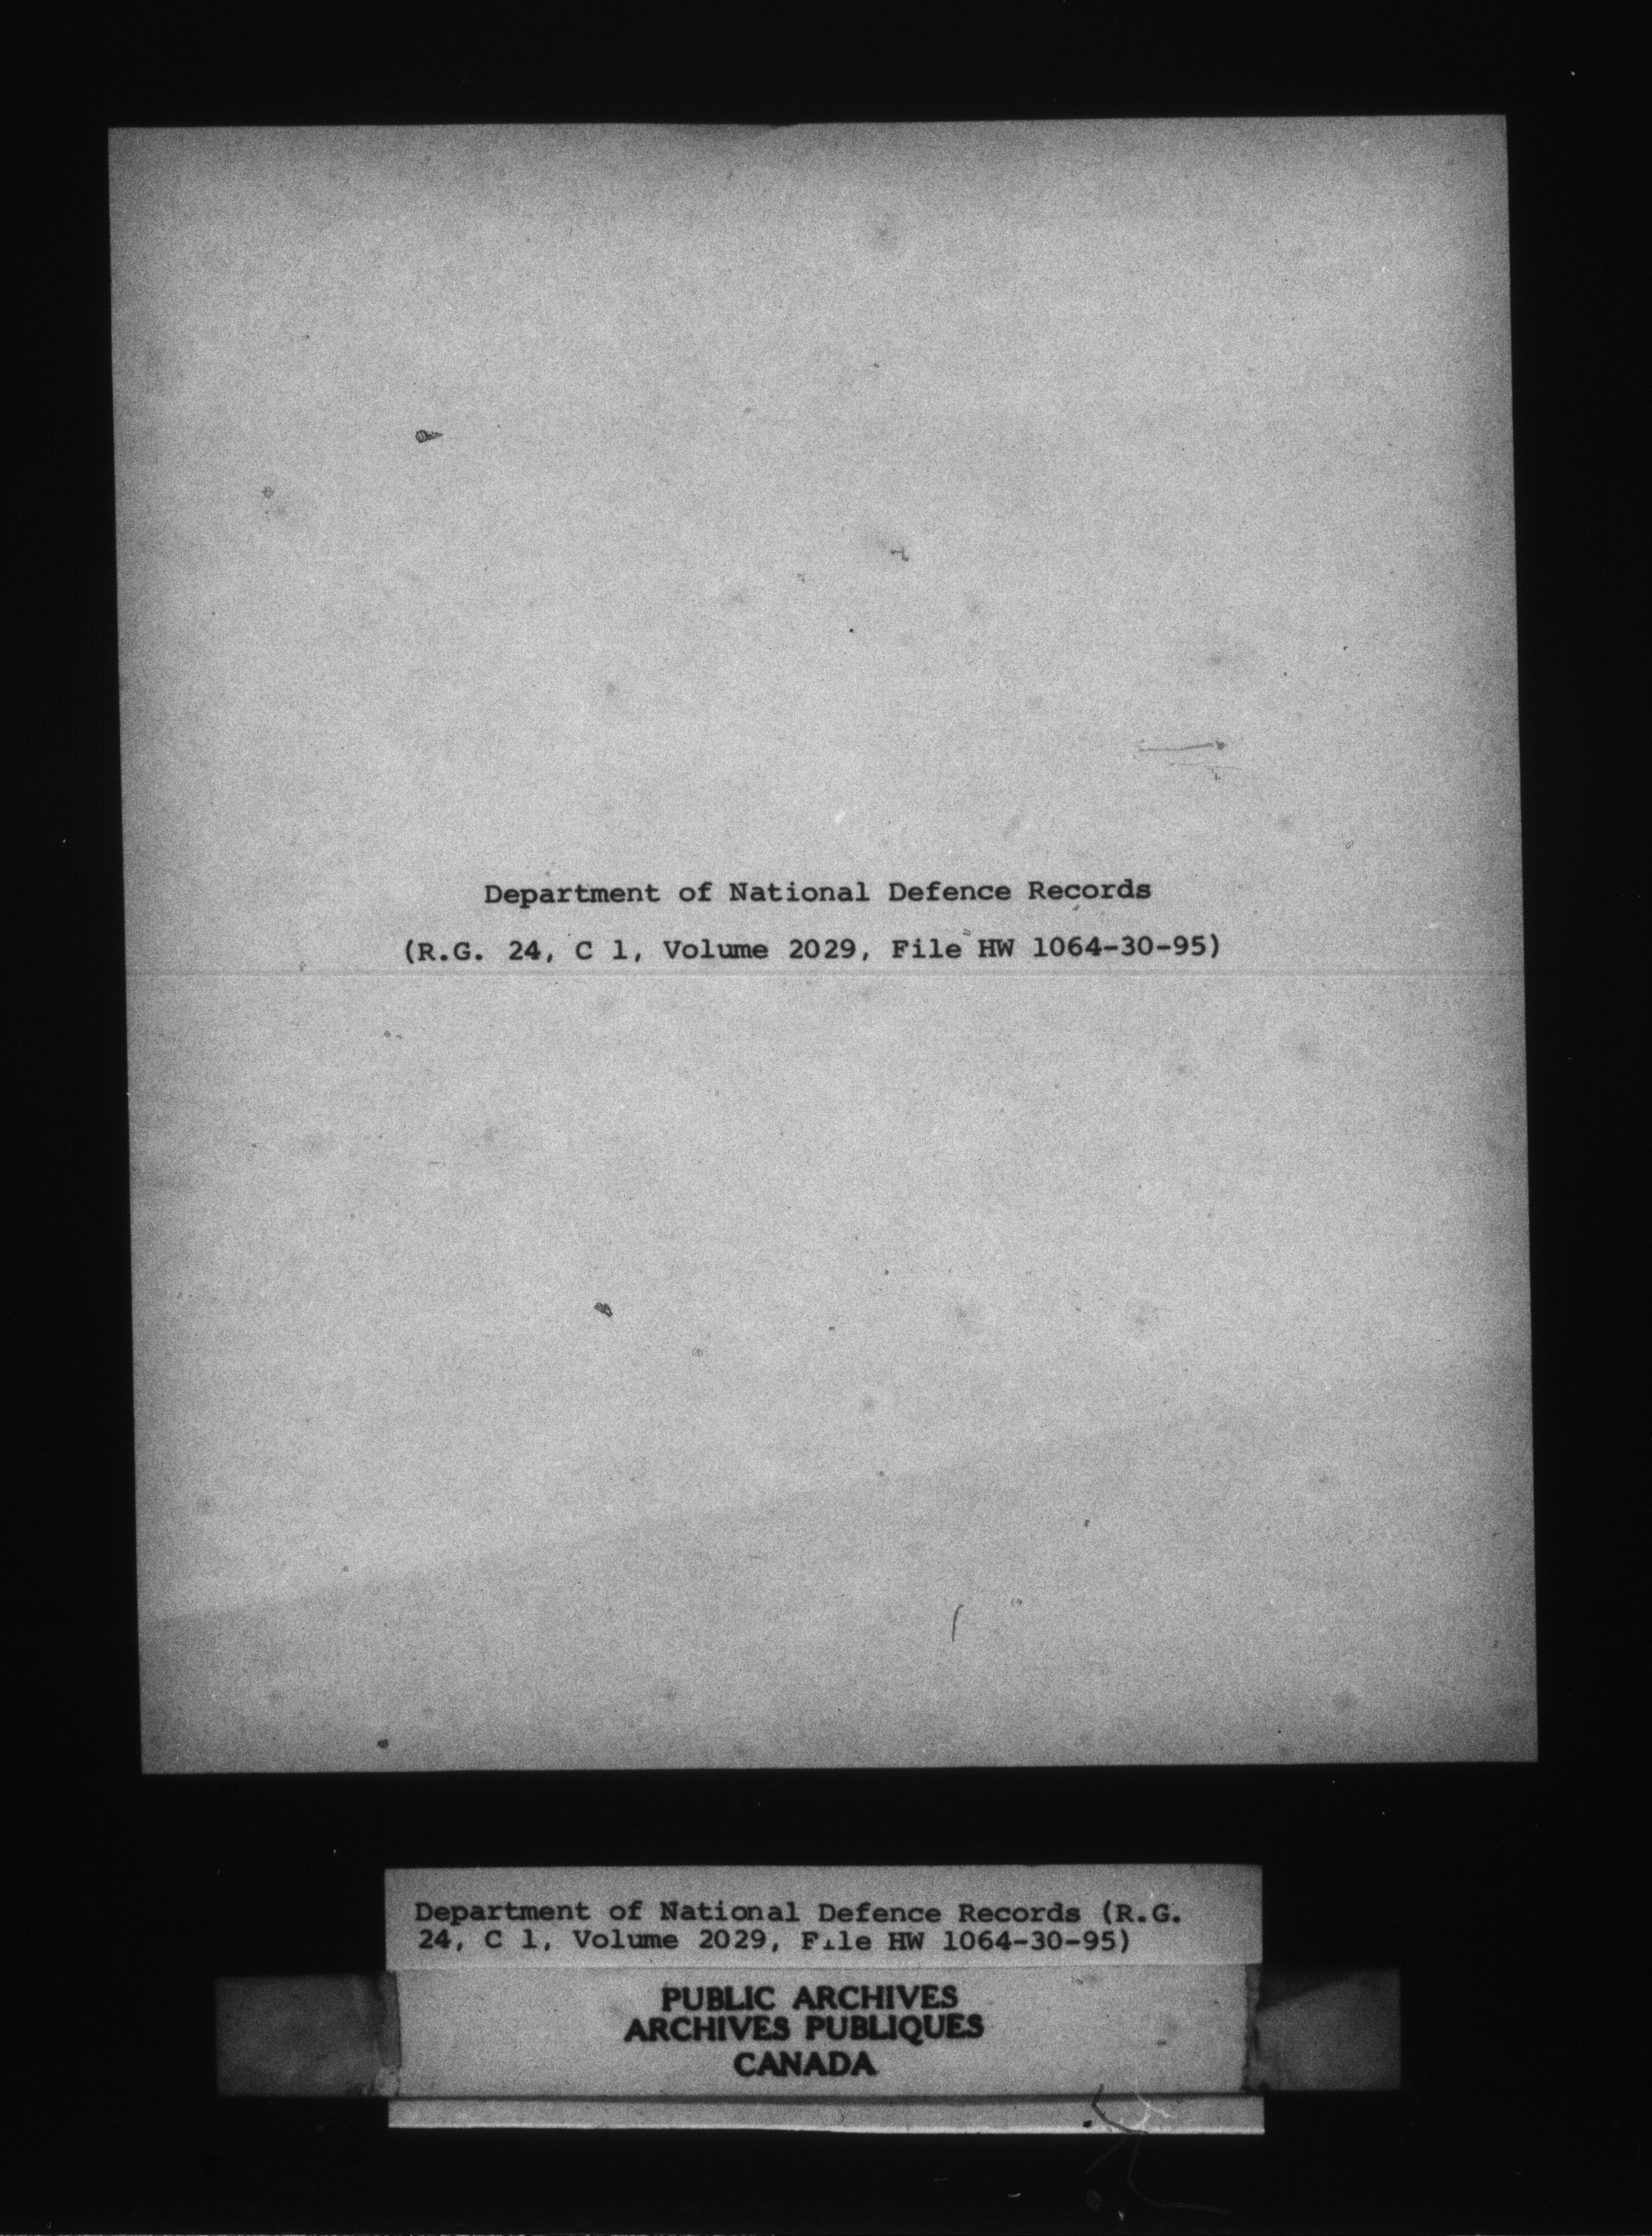 Department of National Defence Records
(R.G. 24, C 1, Volume 2029, File HW 1064-30-95)
Department of National Defence Records (R.G.
24, C 1, Volume 2029, File HW 1064-30-95)
PUBLIC ARCHIVES
ARCHIVES PUBLIQUES
CANADA